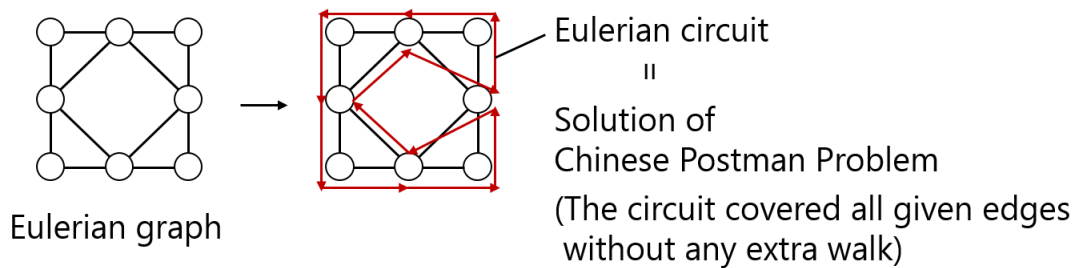 Eulerian graph
Eulerian circuit
=
Solution of
Chinese Postman Problem
(The circuit covered all given edges
without any extra walk)